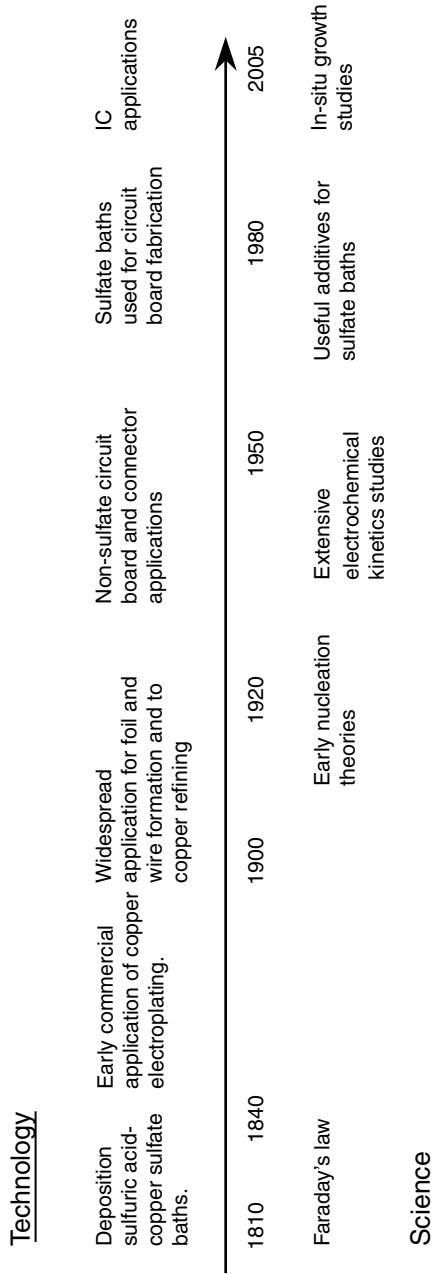 Technology
Deposition
sulfuric acid-
copper sulfate
baths.
Early commercial
application of copper
electroplating.
Widespread
application for foil and
wire formation and to
copper refining
Non-sulfate circuit
board and connector
applications
Sulfate baths
used for circuit
board fabrication
IC
applications
1810
1840
1900
1920
1950
1980
2005
Faraday's law
Early nucleation
theories
Extensive
electrochemical
kinetics studies
Useful additives for
sulfate baths
In-situ growth
studies
Science